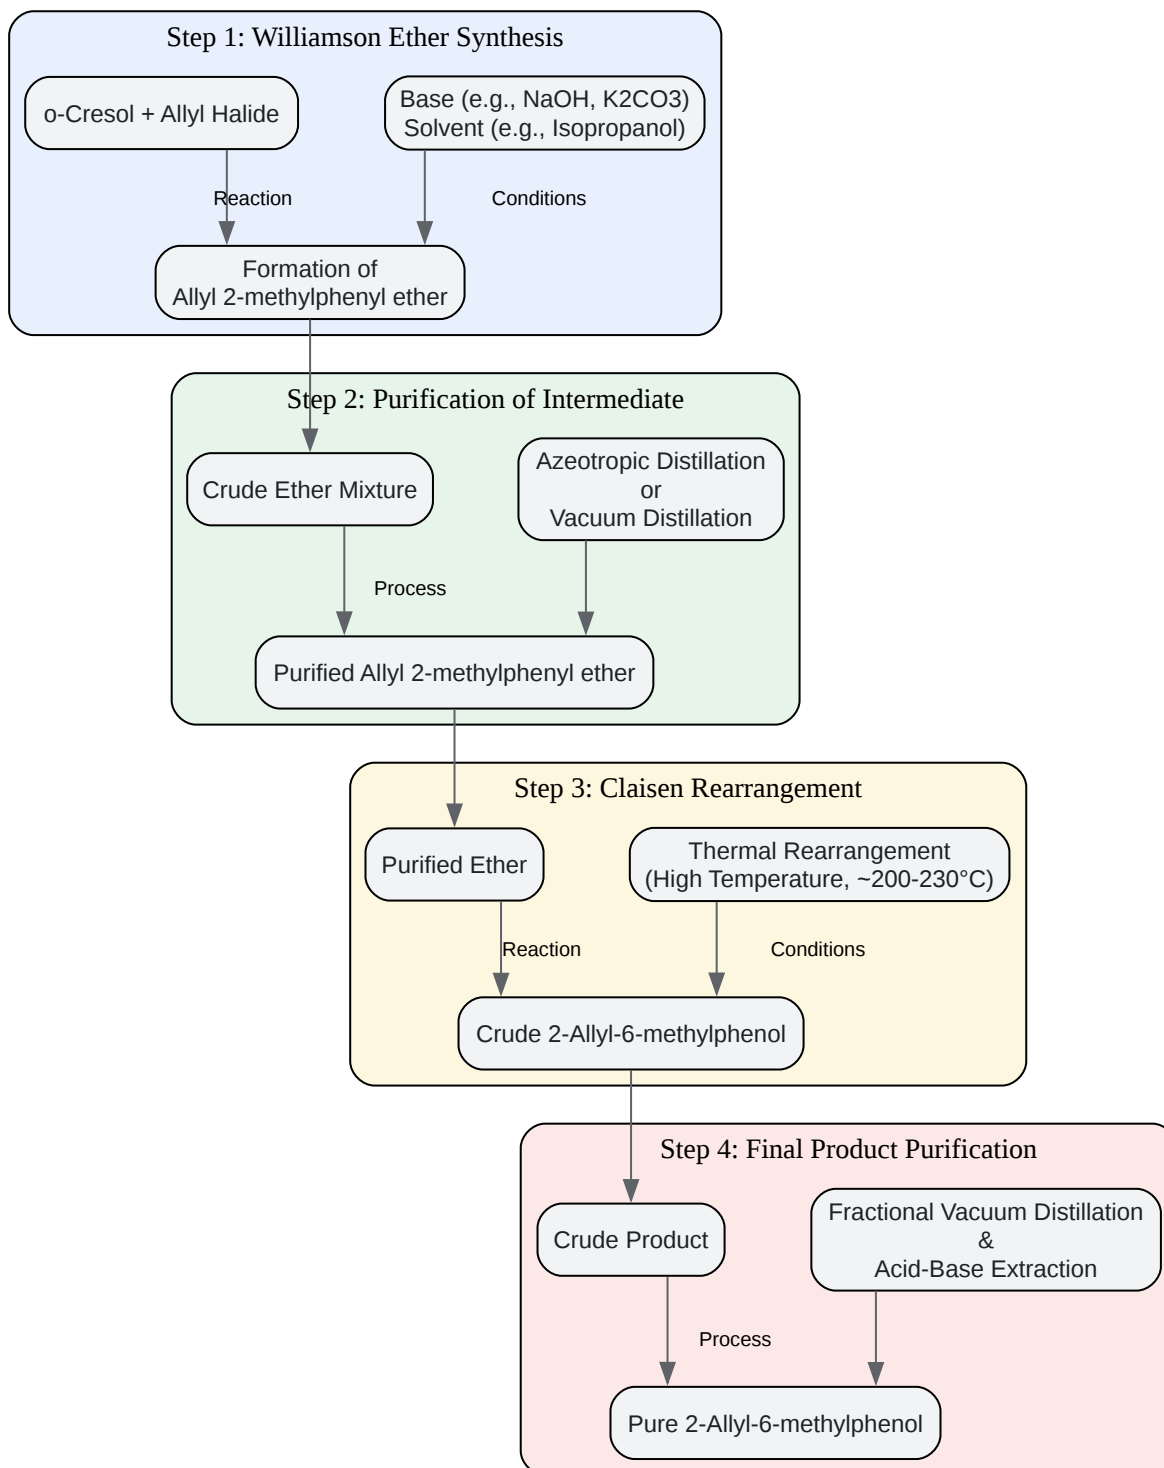 Step 1: Williamson Ether Synthesis
o-Cresol + Allyl Halide
Base (e.g., NaOH, K2CO3)
Solvent (e.g., Isopropanol)
Reaction
Conditions
Formation of
Allyl 2-methylphenyl ether
Step 2: Purification of Intermediate
Crude Ether Mixture
Azeotropic Distillation
or
Vacuum Distillation
Process
Purified Allyl 2-methylphenyl ether
Step 3: Claisen Rearrangement
Purified Ether
Thermal Rearrangement
(High Temperature, ~200-230°C)
Reaction
Conditions
Crude 2-Allyl-6-methylphenol
Step 4: Final Product Purification
Crude Product
Fractional Vacuum Distillation
&
Acid-Base Extraction
Process
Pure 2-Allyl-6-methylphenol